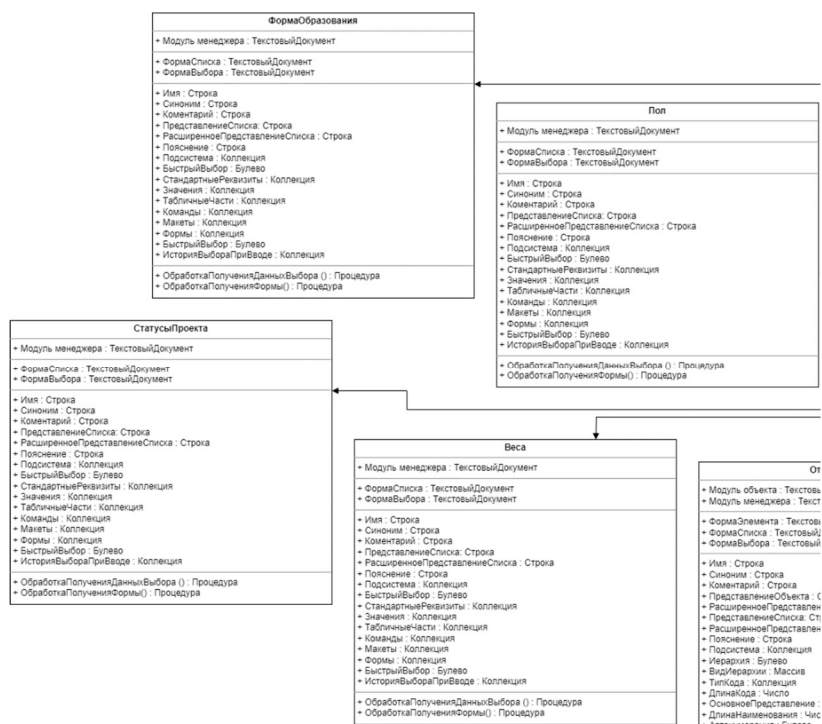 ФормаОбразования
+ Модуль менеджера : ТекстовыйДокумент
+ ФормаСписка : ТекстовыйДокумент
+ ФормаВыбора : ТекстовыйДокумент
+ Имя : Строка
+ Синоним : Строка
+ Коментарий : Строка
+ ПредставлениеСписка: Строка
+ РасширенноеПредставлениеСписка : Строка
+ Пояснение : Строка
+ Подсистема : Коллекция
+ БыстрыйВыбор : Булево
+ СтандартныеРеквизиты : Коллекция
+ Значения : Коллекция
+ ТабличныеЧасти : Коллекция
+ Команды : Коллекция
+ Макеты : Коллекция
+ Формы : Коллекция
+ БыстрыйВыбор : Булево
+ ИсторияВыбораПриВводе : Коллекция
+ ОбработкаПолученияДанныхВыбора () : Процедура
+ ОбработкаПолученияФормы() : Процедура
Пол
+ Модуль менеджера : ТекстовыйДокумент
+ ФормаСписка : ТекстовыйДокумент
+ ФормаВыбора : ТекстовыйДокумент
+ Имя : Строка
+ Синоним : Строка
+ Коментарий : Строка
+ ПредставлениеСписка: Строка
+ РасширенноеПредставлениеСписка : Строка
+ Пояснение : Строка
+ Подсистема : Коллекция
+ БыстрыйВыбор : Булево
+ СтандартныеРеквизиты : Коллекция
+ Значения : Коллекция
+ ТабличныеЧасти : Коллекция
+ Команды : Коллекция
+ Макеты : Коллекция
+ Формы : Коллекция
+ БыстрыйВыбор : Булево
+ ИсторияВыбораПриВводе : Коллекция
+ ОбработкаПолученияДанныхВыбора () : Процедура
+ ОбработкаПолученияФормы() : Процедура
СтатусыПроекта
+ Модуль менеджера : ТекстовыйДокумент
+ ФормаСписка : ТекстовыйДокумент
+ ФормаВыбора : ТекстовыйДокумент
+ Имя : Строка
+ Синоним : Строка
+ Коментарий : Строка
+ ПредставлениеСписка: Строка
+ РасширенноеПредставлениеСписка : Строка
+ Пояснение : Строка
+ Подсистема : Коллекция
+ БыстрыйВыбор : Булево
+ СтандартныеРеквизиты : Коллекция
+ Значения : Коллекция
+ ТабличныеЧасти : Коллекция
+ Команды : Коллекция
+ Макеты : Коллекция
+ Формы : Коллекция
+ БыстрыйВыбор : Булево
+ ИсторияВыбораПриВводе : Коллекция
+ ОбработкаПолученияДанныхВыбора () : Процедура
+ ОбработкаПолученияФормы() : Процедура
Веса
+ Модуль менеджера : ТекстовыйДокумент
+ ФормаСписка : ТекстовыйДокумент
+ ФормаВыбора : ТекстовыйДокумент
+ Имя : Строка
+ Синоним : Строка
+ Коментарий : Строка
+ ПредставлениеСписка: Строка
+ РасширенноеПредставлениеСписка : Строка
+ Пояснение : Строка
+ Подсистема : Коллекция
+ БыстрыйВыбор : Булево
+ СтандартныеРеквизиты : Коллекция
+ Значения : Коллекция
+ ТабличныеЧасти : Коллекция
+ Команды : Коллекция
+ Макеты : Коллекция
+ Формы : Коллекция
+ БыстрыйВыбор : Булево
+ ИсторияВыбораПриВводе : Коллекция
+ ОбработкаПолученияДанныхВыбора () : Процедура
+ ОбработкаПолученияФормы() : Процедура
От
+ Модуль объекта :
+ Модуль менеджера :
+ ФормаЭлемента :
+ ФормаСписка :
+ ФормаВыбора :
+ Имя : Строка
+ Синоним : Строка
+ Коментарий : Строка
+ ПредставлениеОбъекта :
+ ПредставлениеСписка:
+ Пояснение : Строка
+ Подсистема : Коллекция
+ Иерархия : Булево
+ ВидИерархии : Массив
+ ТипКода : Коллекция
+ ДлинаКода : Число
+ ОсновноеПредставление :
+ ДлинаНаименования :